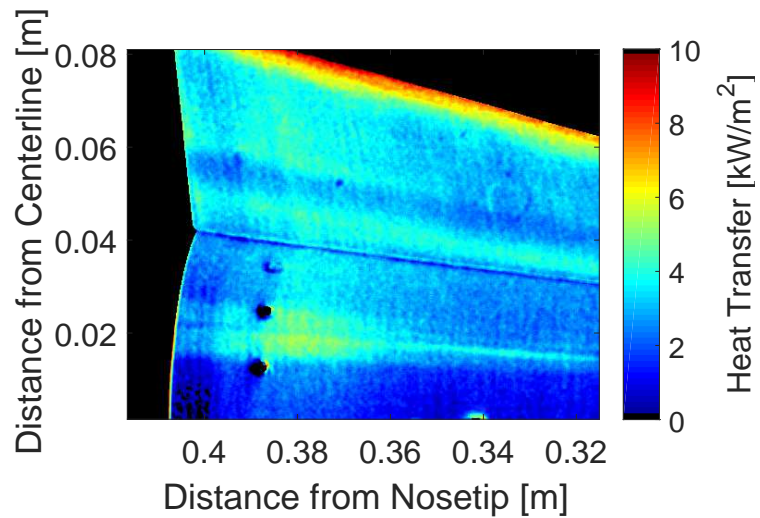 Distance from Centerline [m]
0.08
0.06
0.04
0.02
0.4 0.38 0.36 0.34 0.32
Distance from Nosetip [m]
10
8
6
4
2
0
Heat Transfer [kW/m²]